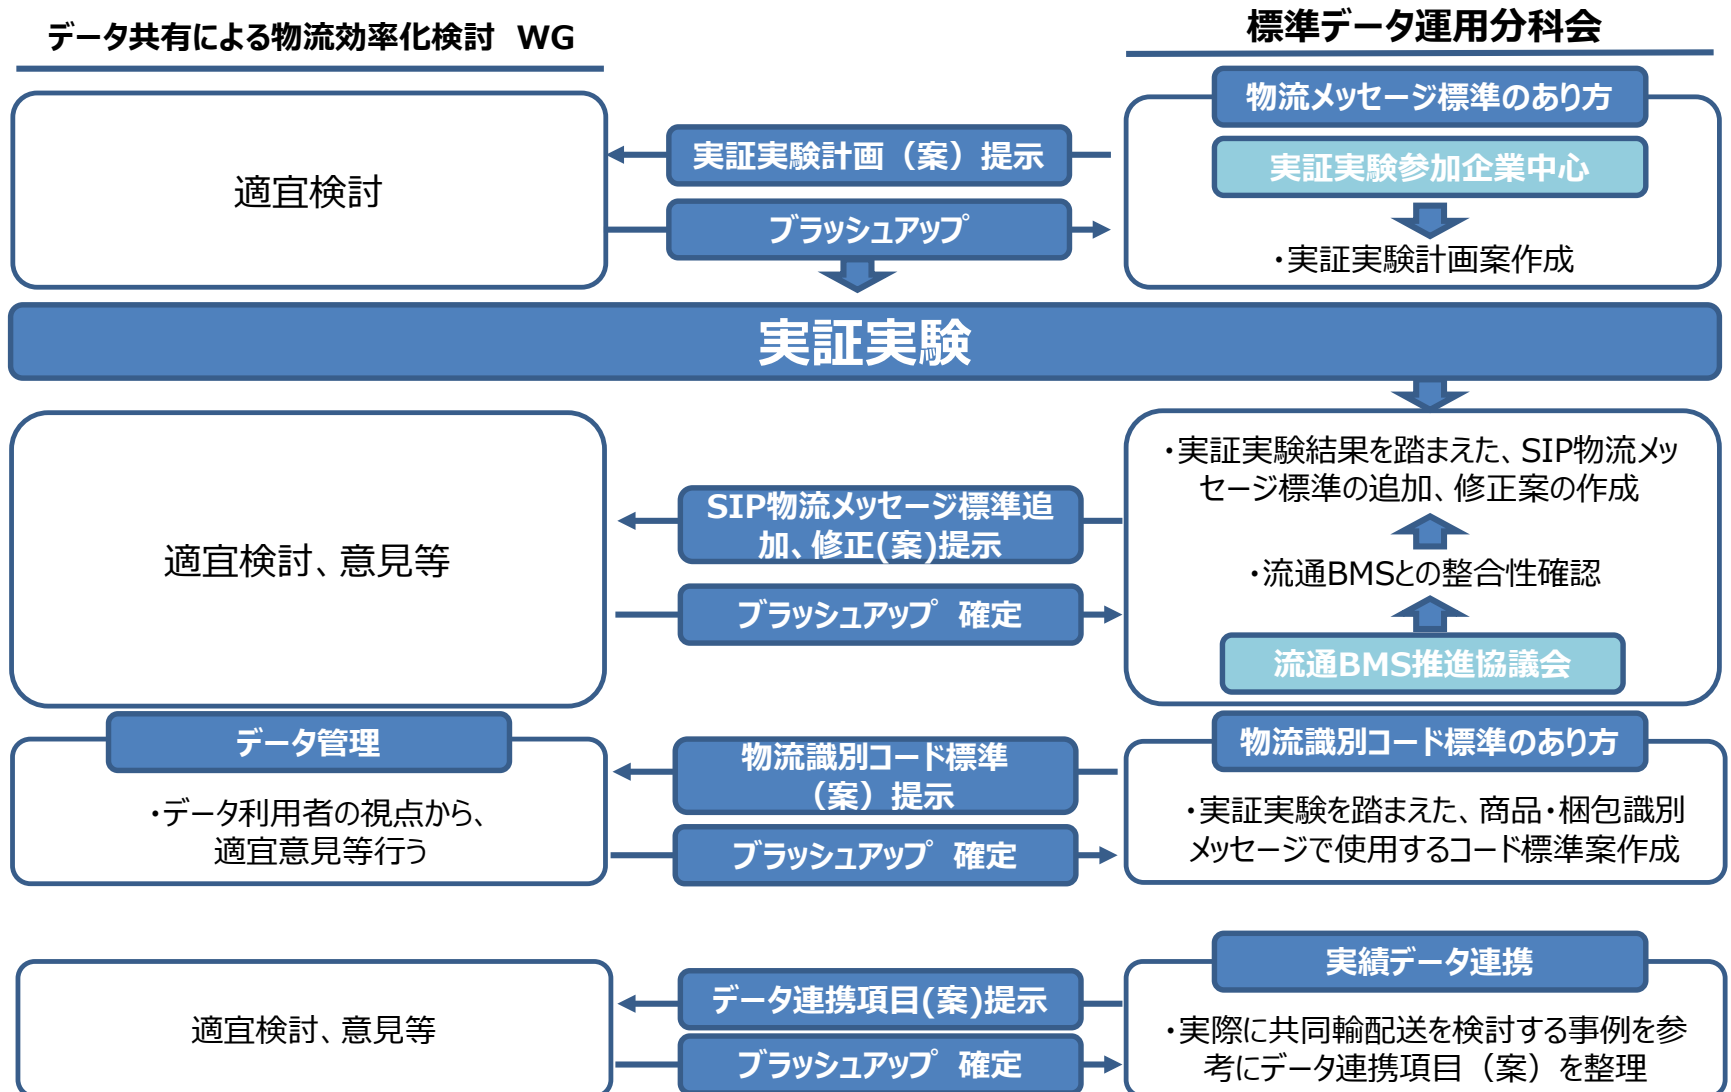 データ共有による物流効率化検討　WG
標準データ運用分科会
物流メッセージ標準のあり方
実証実験参加企業中心
・実証実験計画案作成
実証実験計画（案）提示
ブラッシュアップ
適宜検討
実証実験
・実証実験結果を踏まえた、SIP物流メッ
セージ標準の追加、修正案の作成
・流通BMSとの整合性確認
流通BMS推進協議会
SIP物流メッセージ標準追
加、修正(案)提示
ブラッシュアップ　確定
適宜検討、意見等
データ管理
・データ利用者の視点から、
適宜意見等行う
物流識別コード標準
（案）提示
ブラッシュアップ　確定
物流識別コード標準のあり方
・実証実験を踏まえた、商品・梱包識別
メッセージで使用するコード標準案作成
適宜検討、意見等
データ連携項目(案)提示
ブラッシュアップ　確定
実績データ連携
・実際に共同輸配送を検討する事例を参
考にデータ連携項目（案）を整理